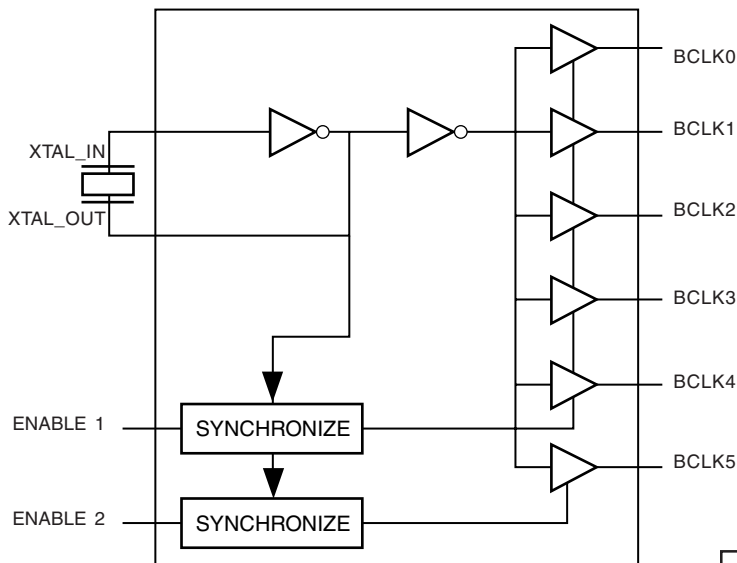 BCLK0
BCLK1
XTAL_IN
XTAL_OUT
BCLK2
BCLK3
BCLK4
ENABLE 1
SYNCHRONIZE
BCLK5
ENABLE 2
SYNCHRONIZE